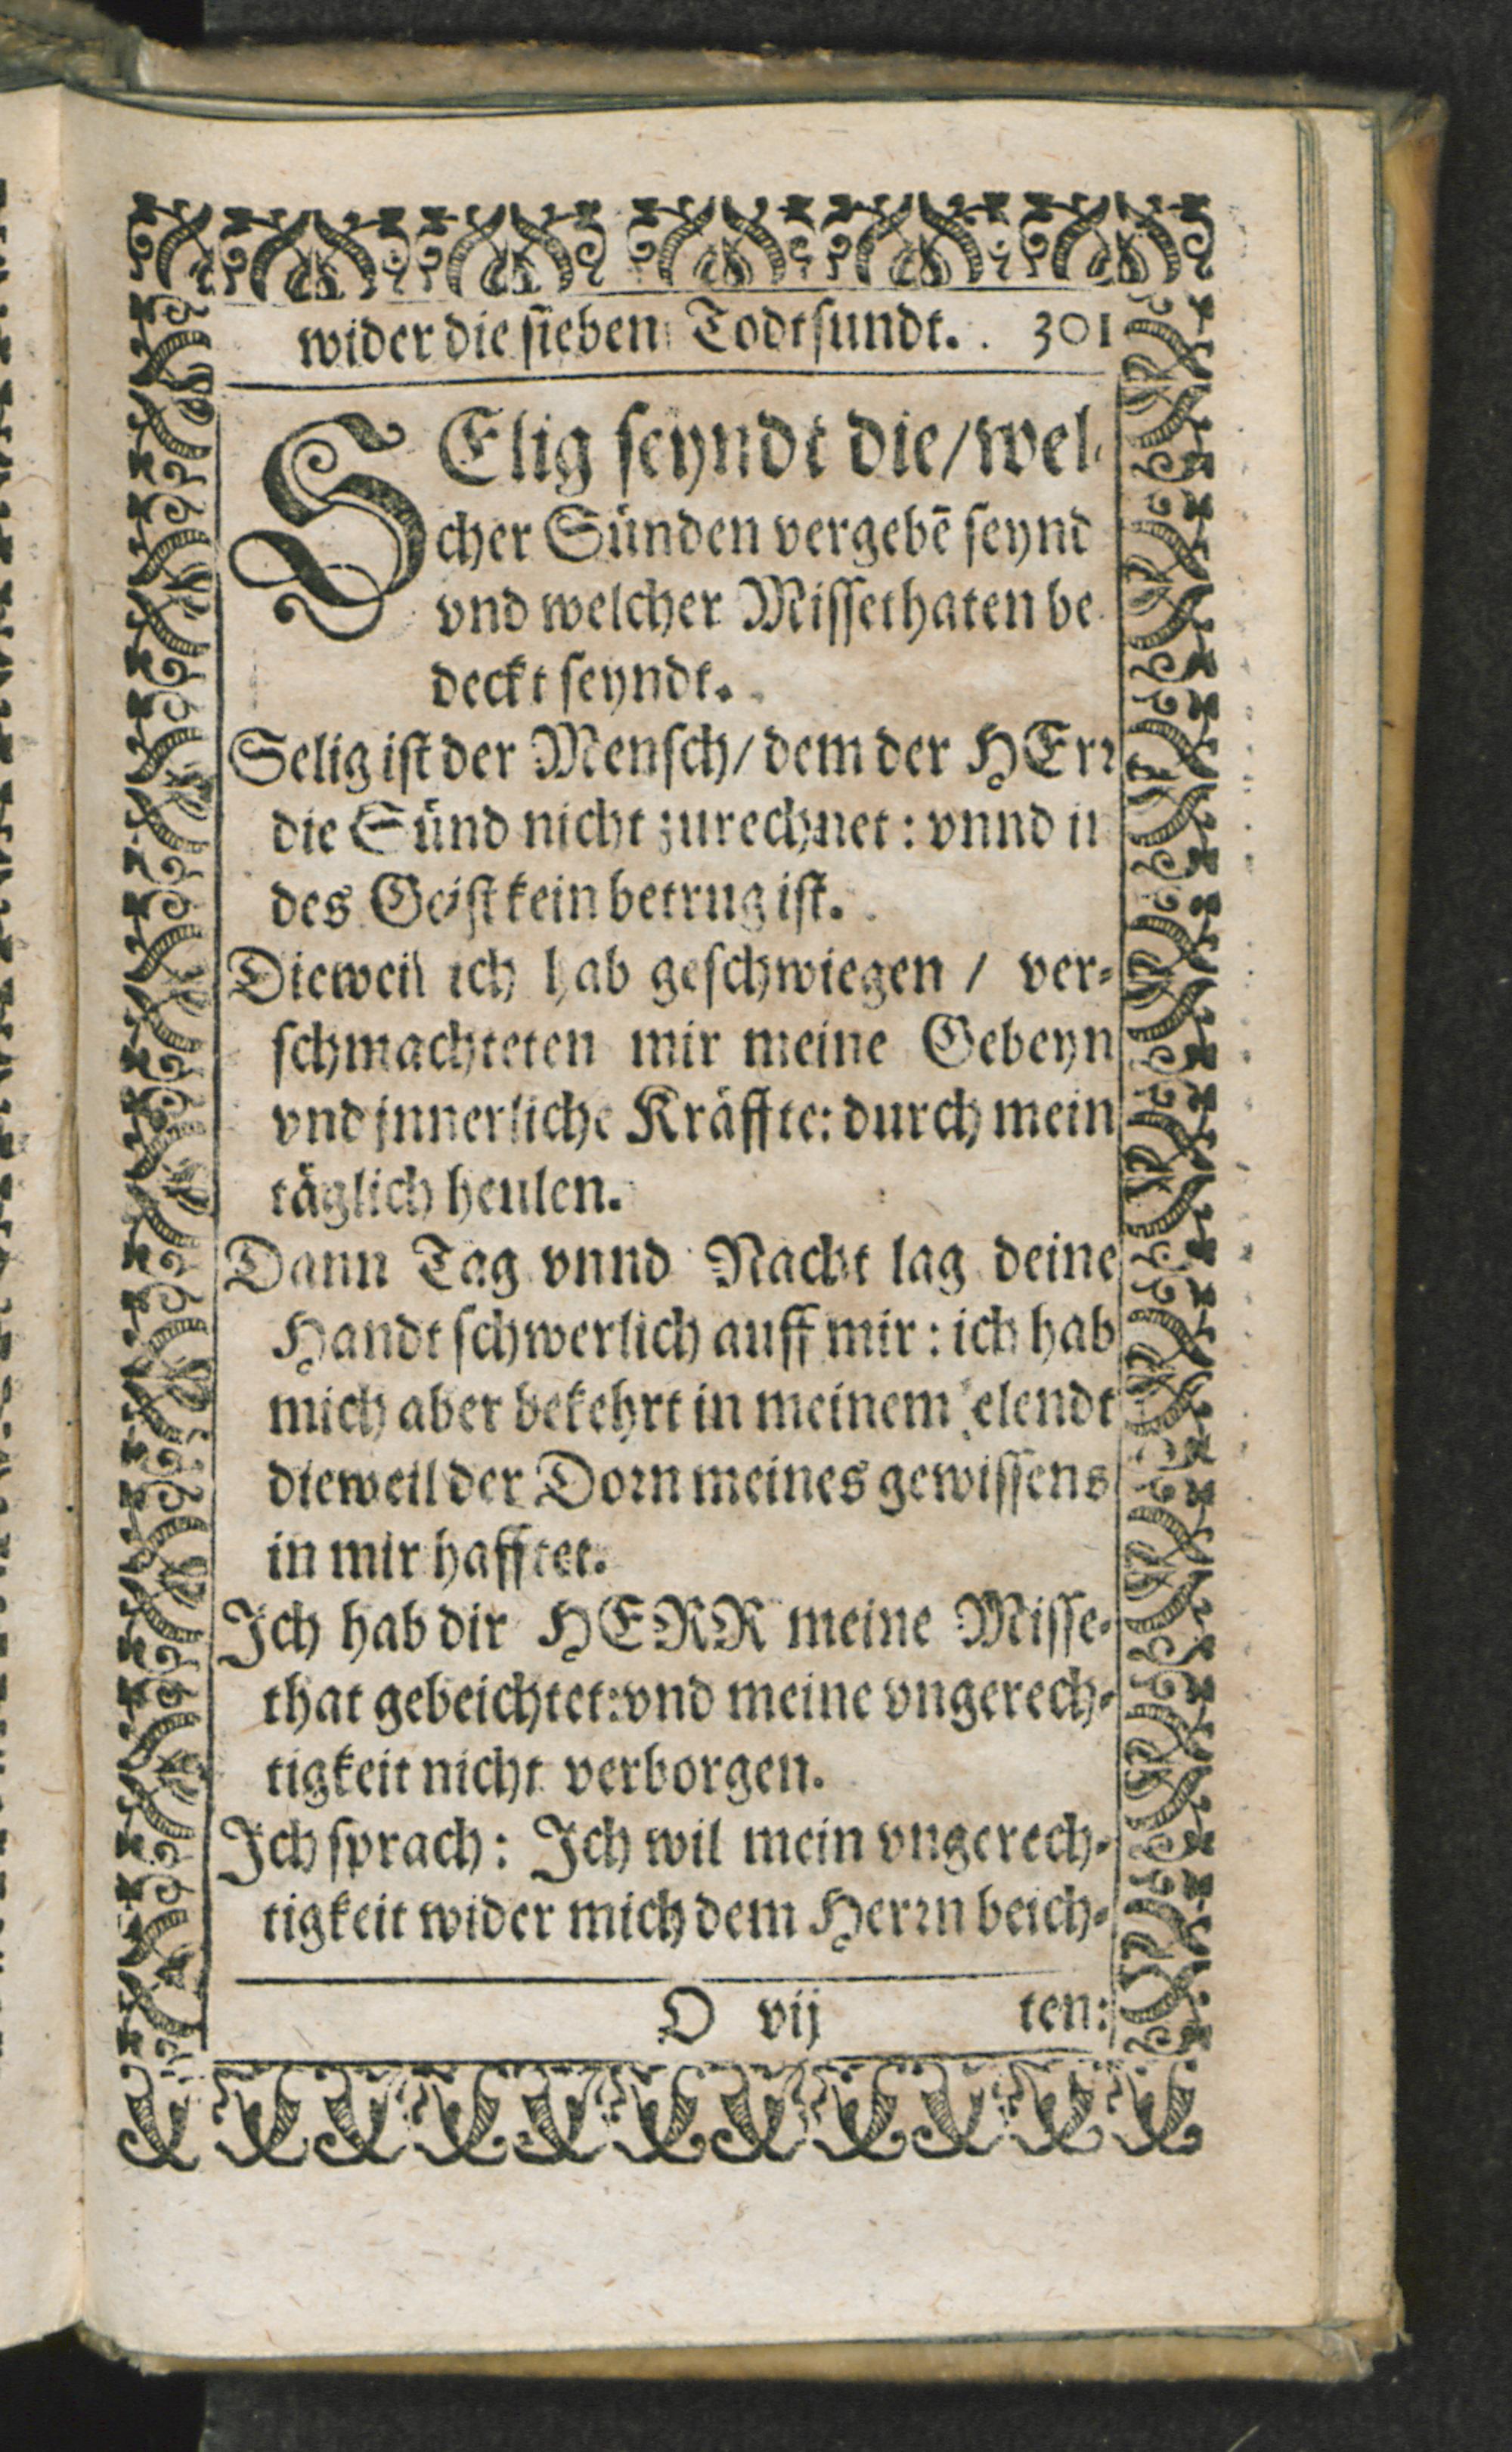 wider die sieben Todtsundt. 301
SElig seyndt die/wel-
cher Sünden vergebē seynd
vnd welcher Missethaten be
deckt seyndt.
Selig ist der Mensch/dem der HErr
die Sünd nicht zurechnet: vnnd in
des Geist kein betrug ist.
Dieweil ich hab geschwiegen / ver-
schmachteten mir meine Gebeyn
vnd jnnerliche Kräffte: durch mein
täglich heulen.
Dann Tag vnnd Nacht lag deine
Handt schwerlich auff mir: ich hab
mich aber bekehrt in meinem elendt
dieweil der Dorn meines gewissens
in mir hafftet.
Ich hab dir HERR meine Misse-
that gebeichtet: vnd meine vngerech-
tigkeit nicht verborgen.
Ich sprach: Ich wil mein vngerech-
tigkeit wider mich dem Herrn beich-
O vij ten: